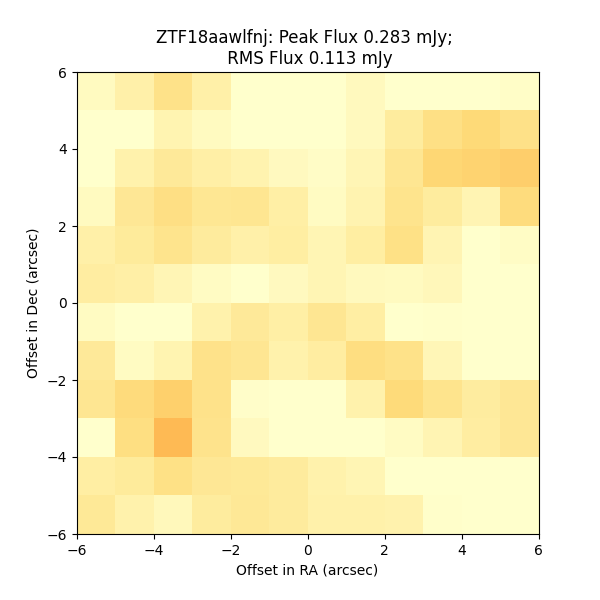 ZTF18aawlfnj: Peak Flux 0.283 mJy;
RMS Flux 0.113 mJy
6
4
2
0
−2
−4
−6
Offset in Dec (arcsec)
−6 −4 −2 0 2 4 6
Offset in RA (arcsec)